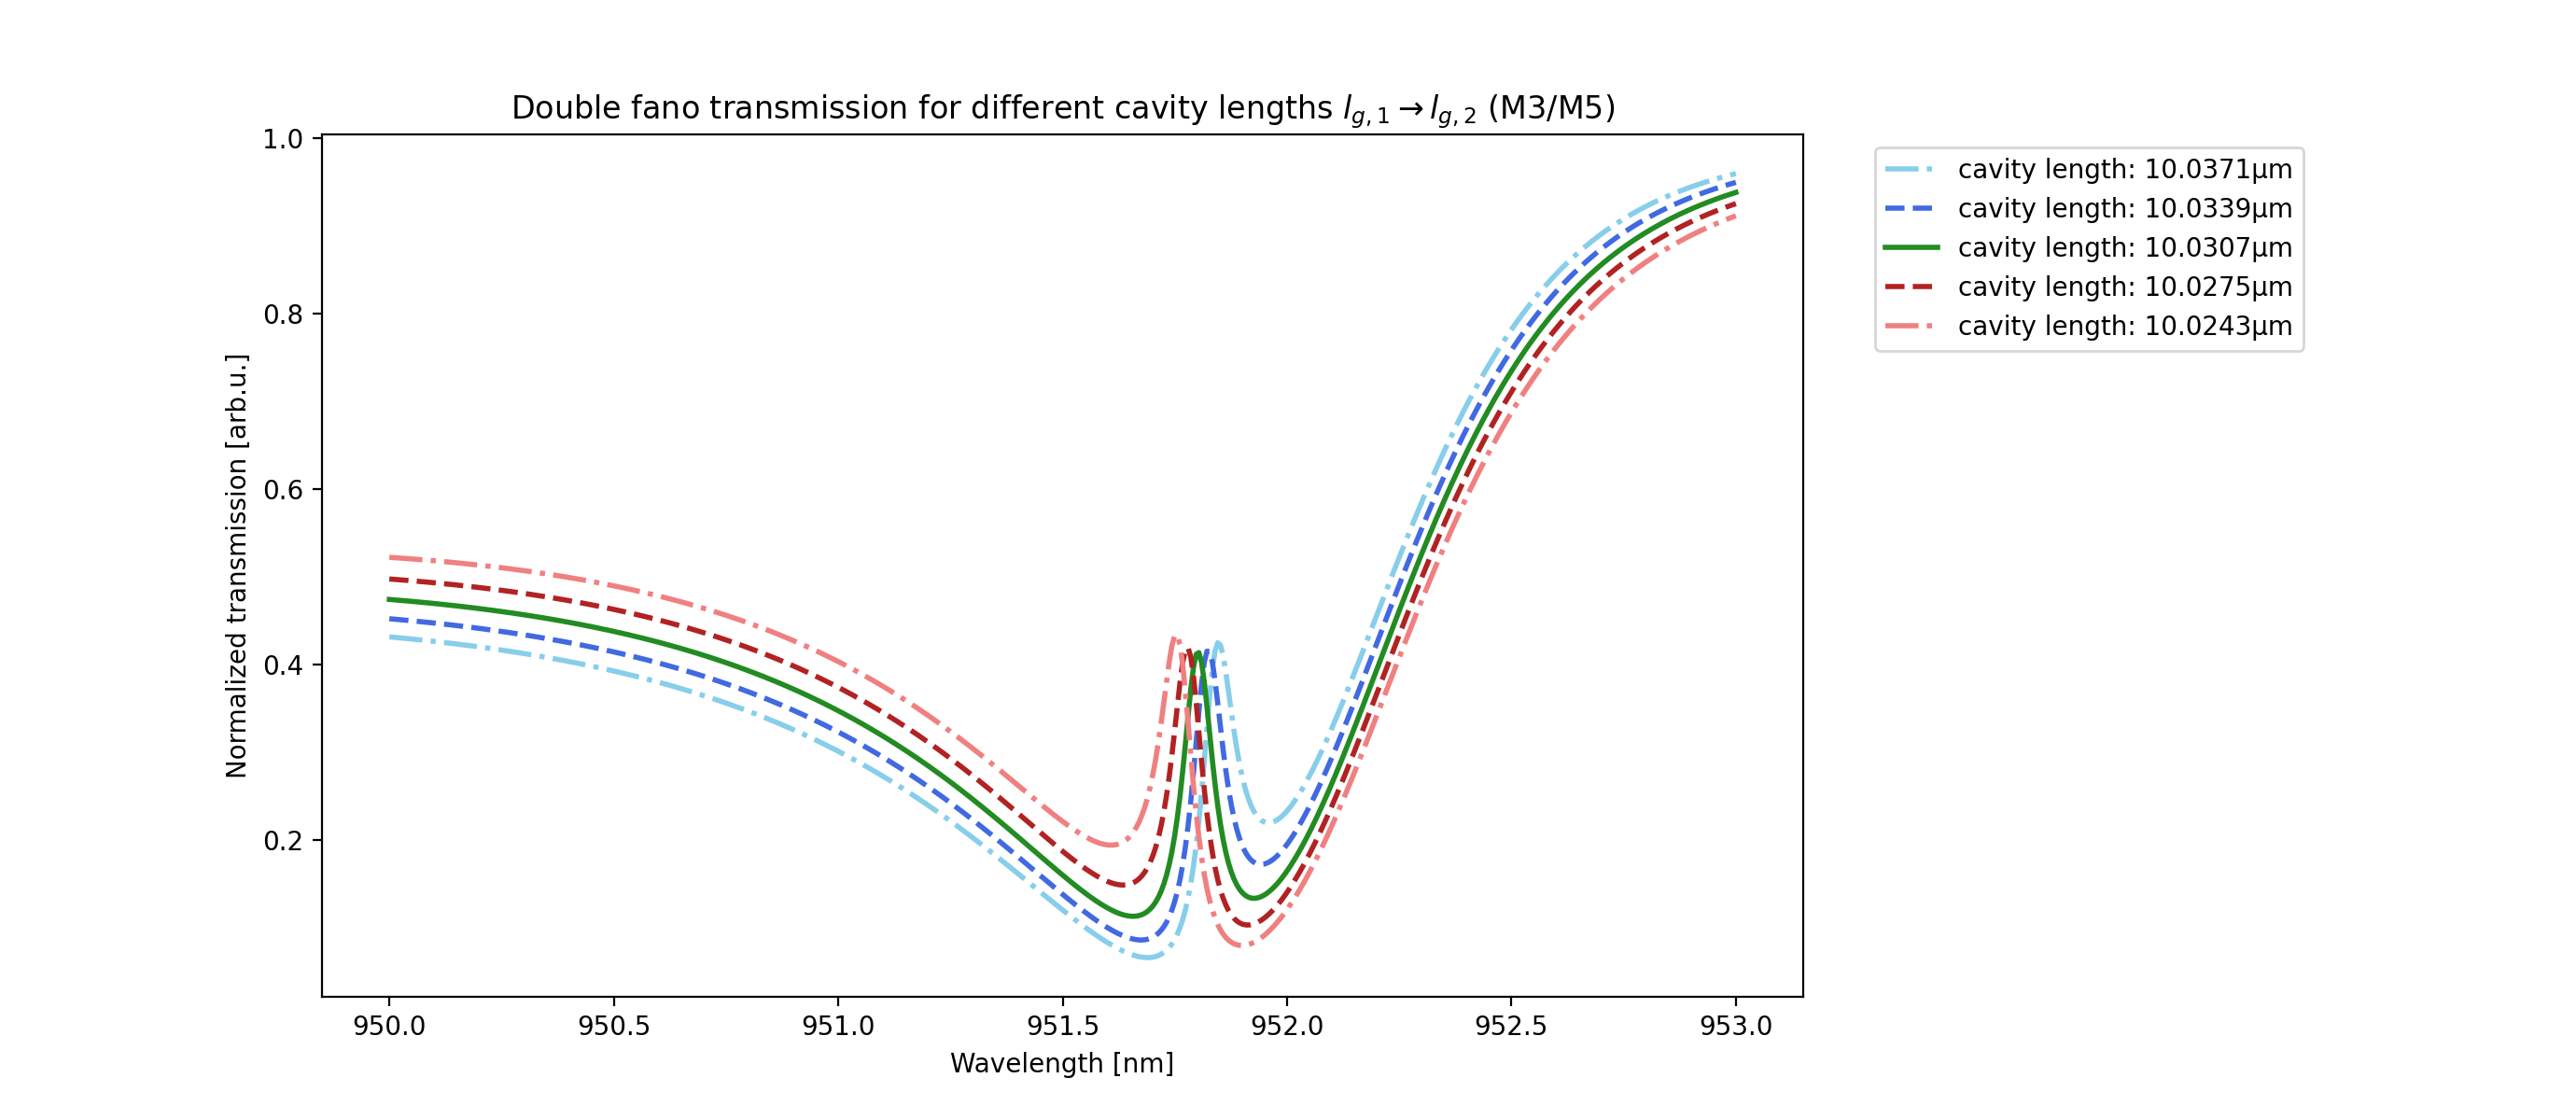 Double fano transmission for different cavity lengths l_{g,1}→l_{g,2} (M3/M5)
cavity length: 10.0371μm
cavity length: 10.0339μm
cavity length: 10.0307μm
cavity length: 10.0275μm
cavity length: 10.0243μm
Normalized transmission [arb.u.]
1.0
0.8
0.6
0.4
0.2
950.0 950.5 951.0 951.5 952.0 952.5 953.0
Wavelength [nm]